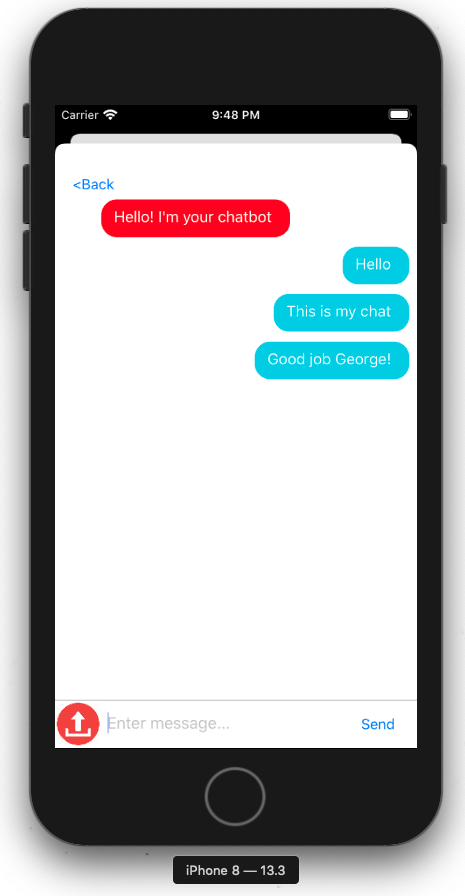 Carrier 9:48 PM
<Back
Hello! I'm your chatbot
Hello
This is my chat
Good job George!
Enter message...
Send
iPhone 8 — 13.3